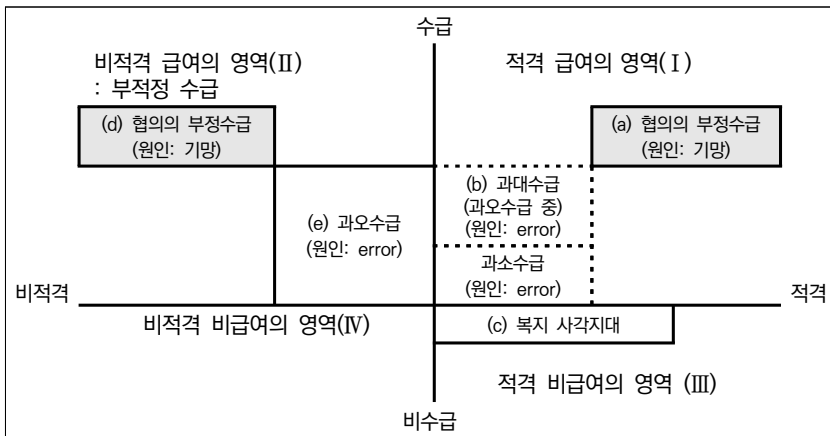 수급
비적격 급여의 영역(Ⅱ)
: 부적정 수급
적격 급여의 영역(Ⅰ)
(d) 협의의 부정수급
(원인: 기망)
(a) 협의의 부정수급
(원인: 기망)
(b) 과대수급
(과오수급 중)
(원인: error)
(e) 과오수급
(원인: error)
과소수급
(원인: error)
비적격
적격
비적격 비급여의 영역(Ⅳ)
(c) 복지 사각지대
적격 비급여의 영역 (Ⅲ)
비수급